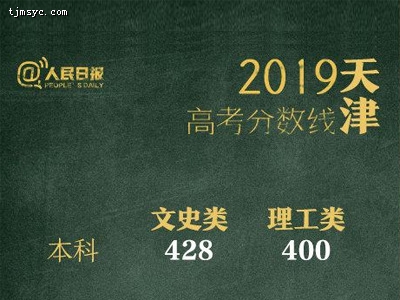 www.tjmsyc.com
@人民日报
PEOPLE'S DAILY
2019天津
高考分数线
文史类 理工类
本科 428 400